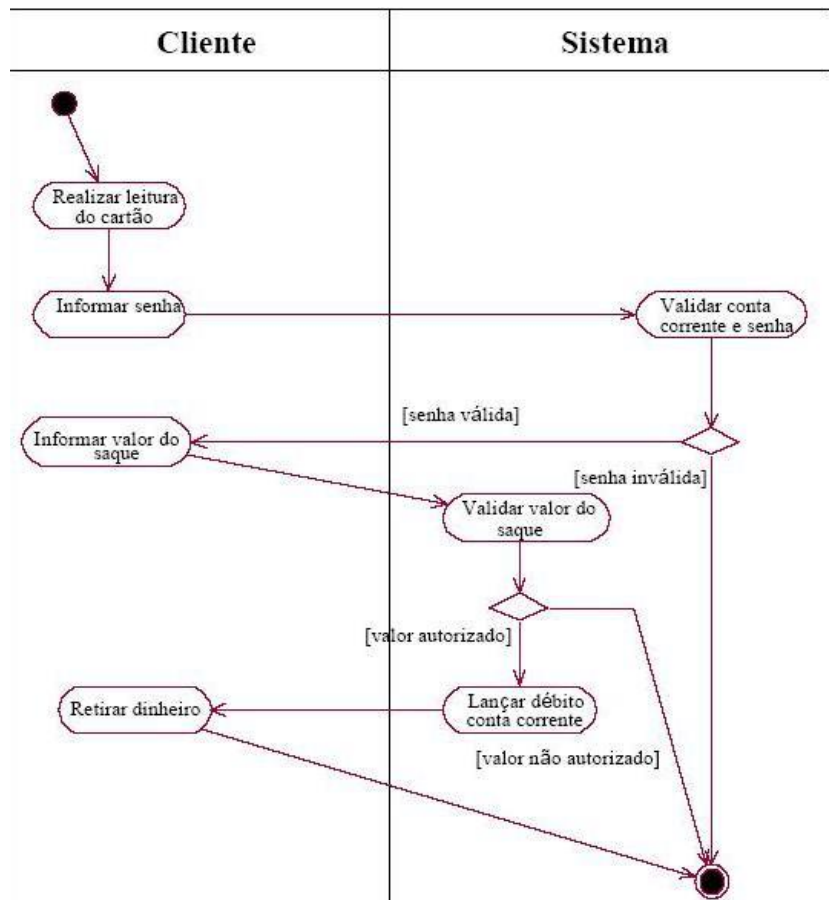 Cliente
Sistema
Realizar leitura
do cartão
Informar senha
Validar conta
corrente e senha
[senha válida]
Informar valor do
saque
[senha inválida]
Validar valor do
saque
[valor autorizado]
Retirar dinheiro
Lançar débito
conta corrente
[valor não autorizado]